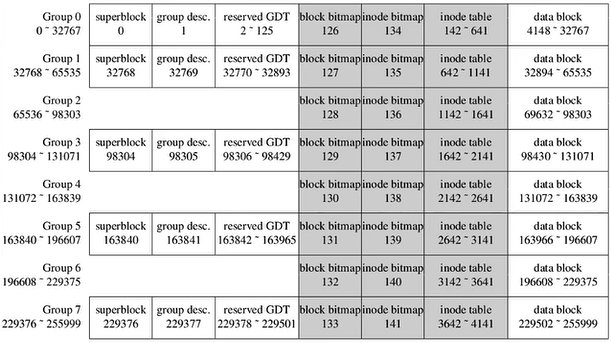 Group 0 superblock group desc. reserved GDT block bitmap inode bitmap inode table data block
0 ~ 32767 0 1 2 ~ 125 126 134 142 ~ 641 4148 ~ 32767
Group 1 superblock group desc. reserved GDT block bitmap inode bitmap inode table data block
32768 ~ 65535 32768 32769 32770 ~ 32893 127 135 642 ~ 1141 32894 ~ 65535
Group 2 block bitmap inode bitmap inode table data block
65536 ~ 98303 128 136 1142 ~ 1641 69632 ~ 98303
Group 3 superblock group desc. reserved GDT block bitmap inode bitmap inode table data block
98304 ~ 131071 98304 98305 98306 ~ 98429 129 137 1642 ~ 2141 98430 ~ 131071
Group 4 block bitmap inode bitmap inode table data block
131072 ~ 163839 130 138 2142 ~ 2641 131072 ~ 163839
Group 5 superblock group desc. reserved GDT block bitmap inode bitmap inode table data block
163840 ~ 196607 163840 163841 163842 ~ 163965 131 139 2642 ~ 3141 163966 ~ 196607
Group 6 block bitmap inode bitmap inode table data block
196608 ~ 229375 132 140 3142 ~ 3641 196608 ~ 229375
Group 7 superblock group desc. reserved GDT block bitmap inode bitmap inode table data block
229376 ~ 255999 229376 229377 229378 ~ 229501 133 141 3642 ~ 4141 229502 ~ 255999